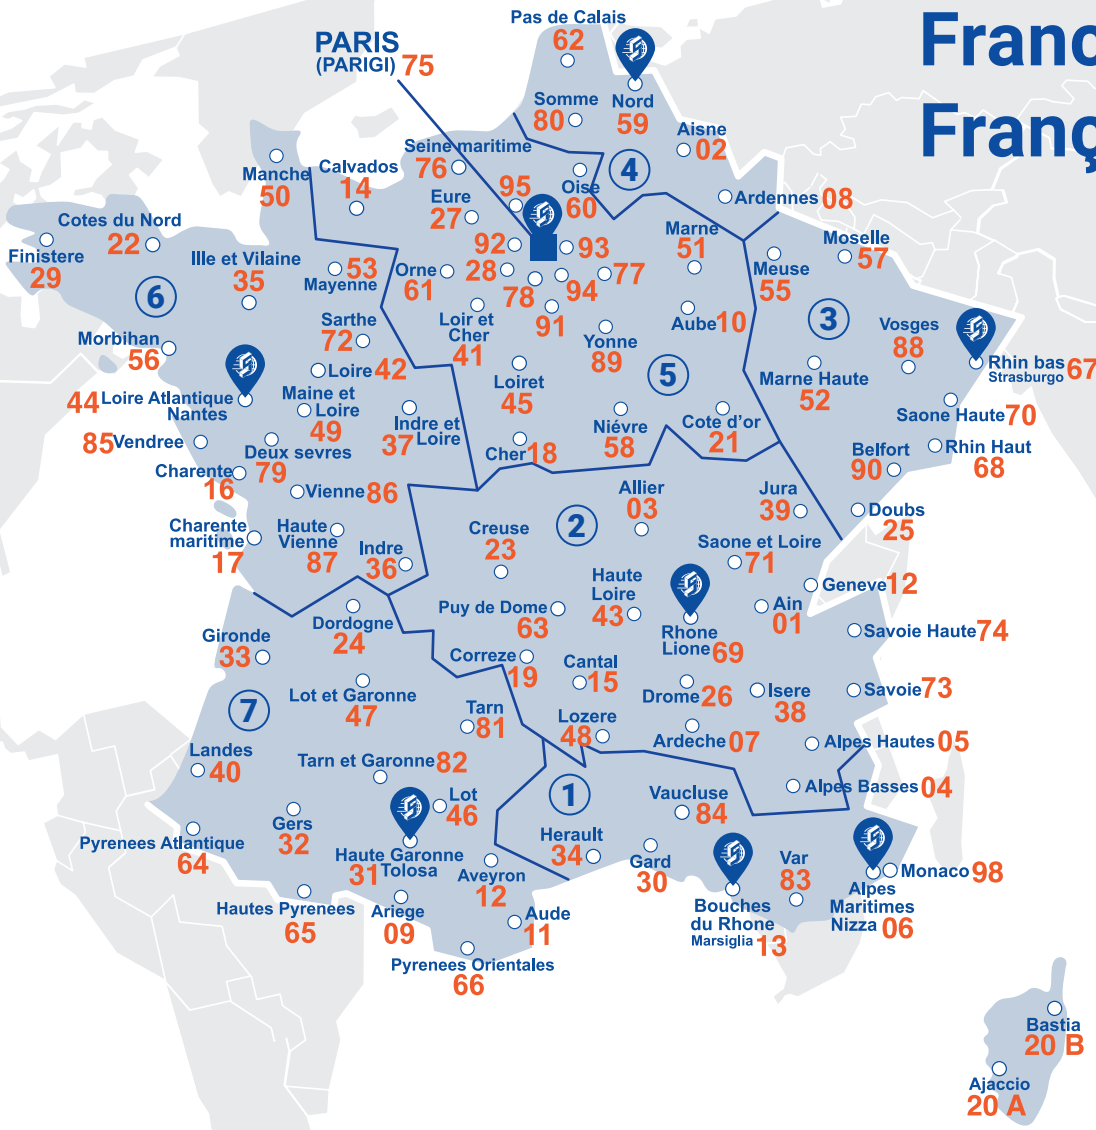 Franc
Franç
PARIS
(PARIGI) 75
Pas de Calais
62
Somme
80
Nord
59
Aisne
02
Seine maritime
76
Oise
60
4
Ardennes 08
Manche
50
Calvados
14
Eure
27
95
92
93
28
78
94
77
91
Marne
51
Meuse
55
Moselle
57
Cotes du Nord
22
Finistere
29
Ille et Vilaine
35
6
53
Mayenne
Orne
61
Loir et
Cher
41
Sarthe
72
Aube 10
Yonne
89
3
Vosges
88
Morbihan
56
Loire 42
Loiret
45
5
Marne Haute
52
Rhin bas 67
Strasburgo
44 Loire Atlantique
Nantes
Maine et
Loire
49
Indre et
Loire
37
Niévre
58
Cote d'or
21
Saone Haute 70
85 Vendree
Deux sevres
79
Cher 18
Belfort
90
Rhin Haut
68
Charente
16
Vienne 86
Allier
03
Jura
39
Doubs
25
Charente
maritime
17
Haute
Vienne
87
Indre
36
Creuse
23
2
Saone et Loire
71
Geneve 12
Haute
Loire
43
Puy de Dome
63
Rhone
Lione 69
Ain
01
Savoie Haute 74
Dordogne
24
Gironde
33
Correze
19
Cantal
15
Drome 26
Isere
38
Savoie 73
Lot et Garonne
47
7
Tarn
81
Lozere
48
Ardeche 07
Alpes Hautes 05
Landes
40
Tarn et Garonne 82
Lot
46
1
Vaucluse
84
Alpes Basses 04
Gers
32
Pyrenees Atlantique
64
Haute Garonne
Tolosa
31
Herault
34
Gard
30
Var
83
Monaco 98
Aveyron
12
Alpes
Maritimes
Nizza 06
Bouches
du Rhone
Marsiglia 13
Hautes Pyrenees
65
Ariege
09
Aude
11
Pyrenees Orientales
66
Bastia
20 B
Ajaccio
20 A